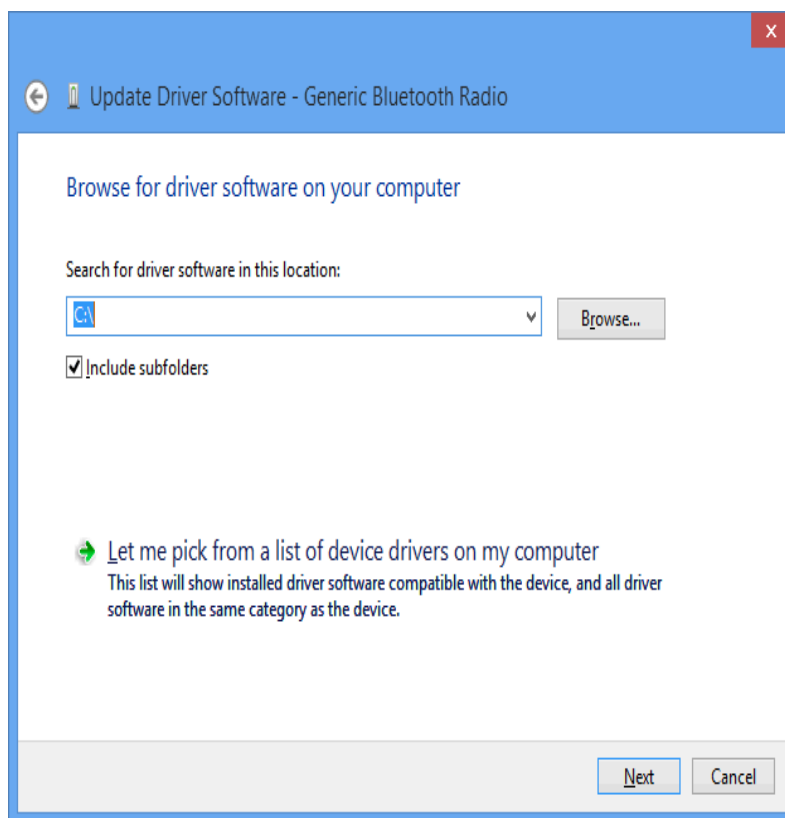 x
Update Driver Software - Generic Bluetooth Radio
Browse for driver software on your computer
Search for driver software in this location:
C:\
Browse...
Include subfolders
Let me pick from a list of device drivers on my computer
This list will show installed driver software compatible with the device, and all driver
software in the same category as the device.
Next Cancel